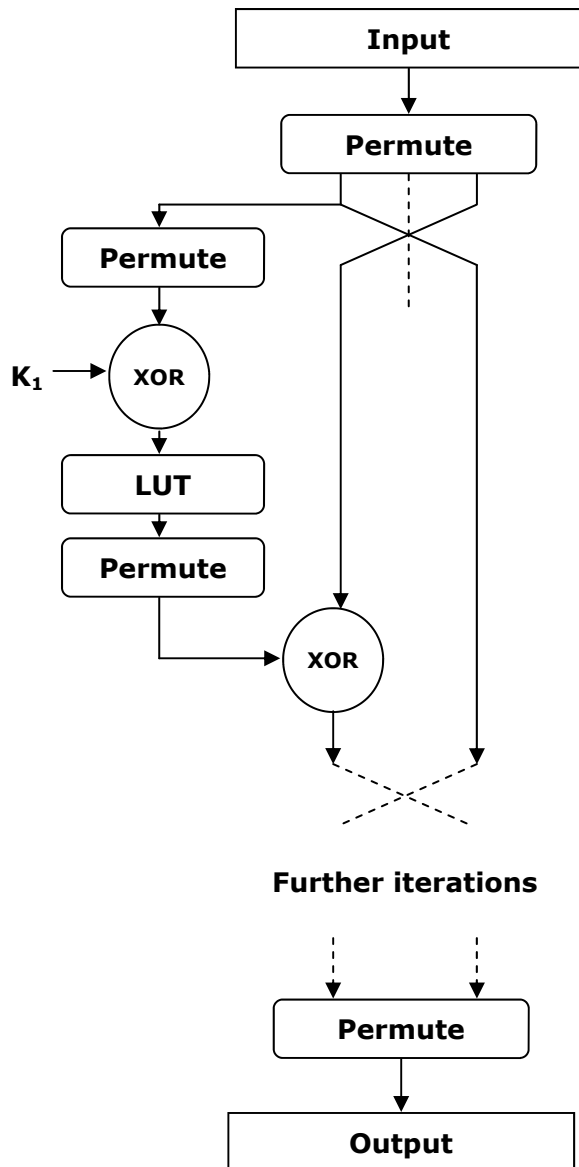 Input
Permute
Permute
K₁
XOR
LUT
Permute
XOR
Further iterations
Permute
Output